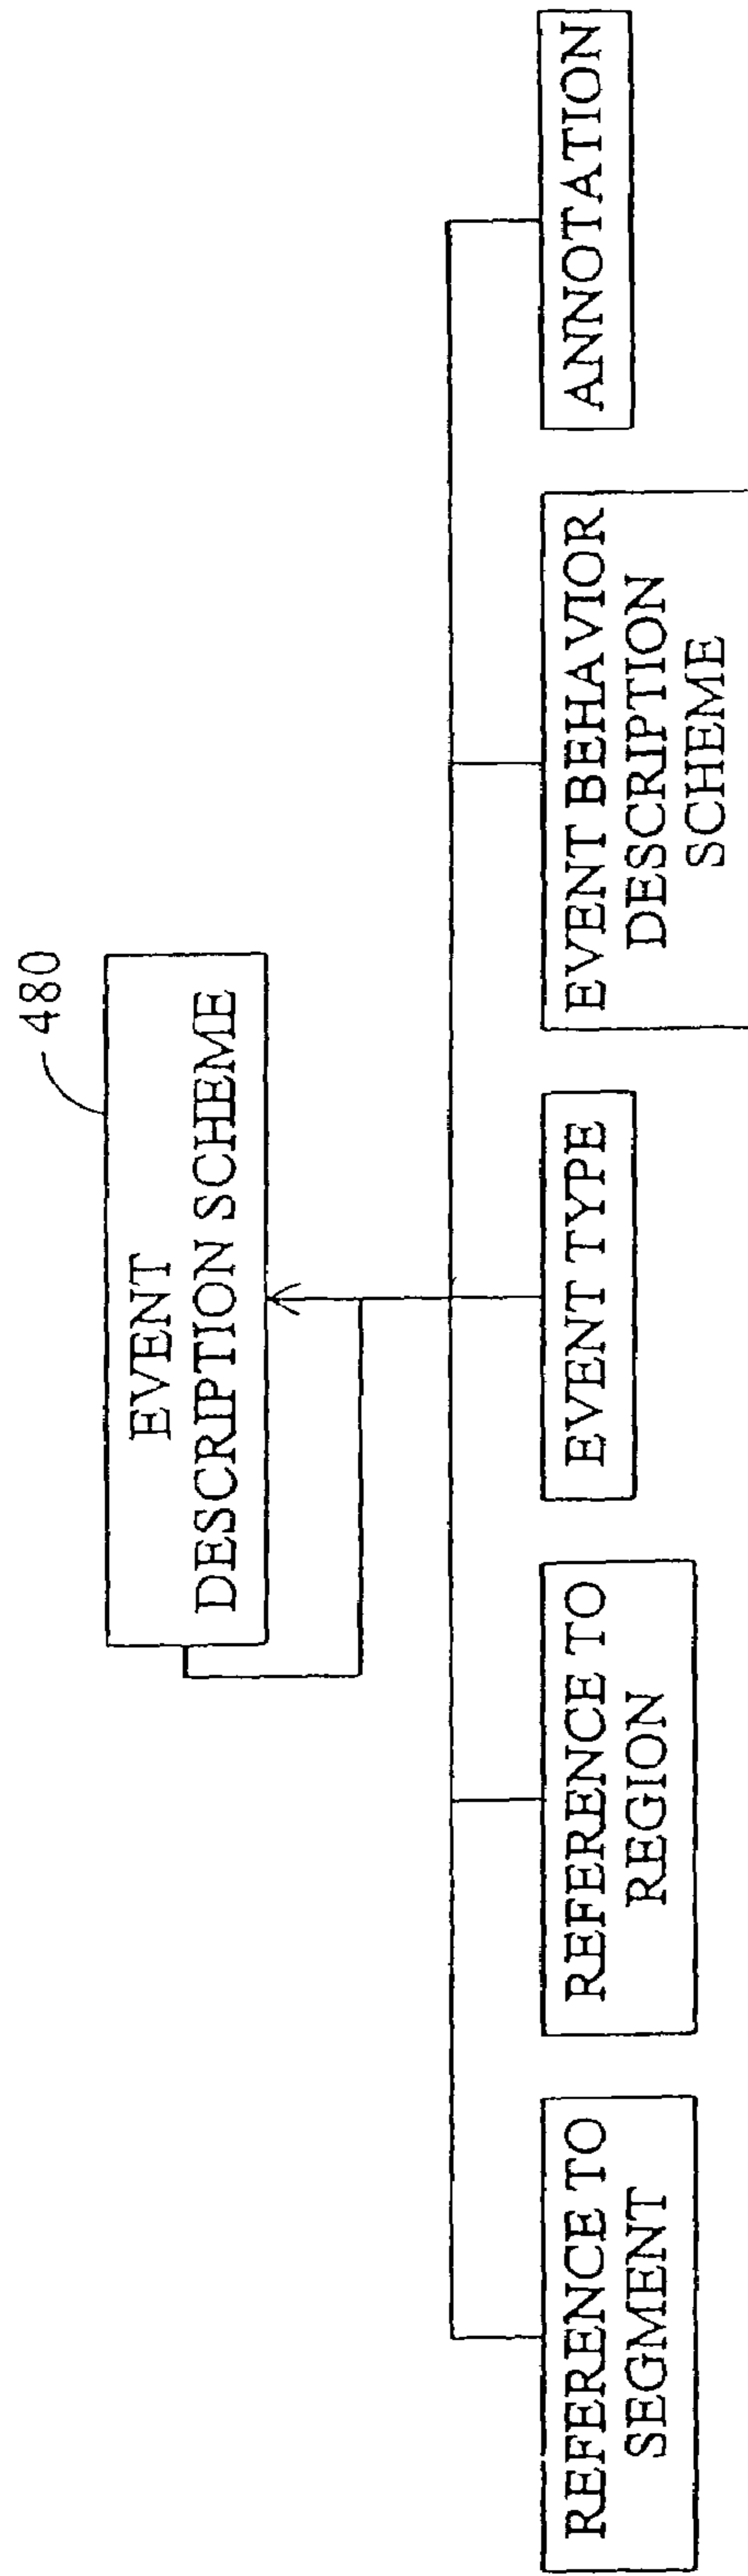 480
EVENT
DESCRIPTION SCHEME
REFERENCE TO
SEGMENT
REFERENCE TO
REGION
EVENT TYPE
EVENT BEHAVIOR
DESCRIPTION
SCHEME
ANNOTATION